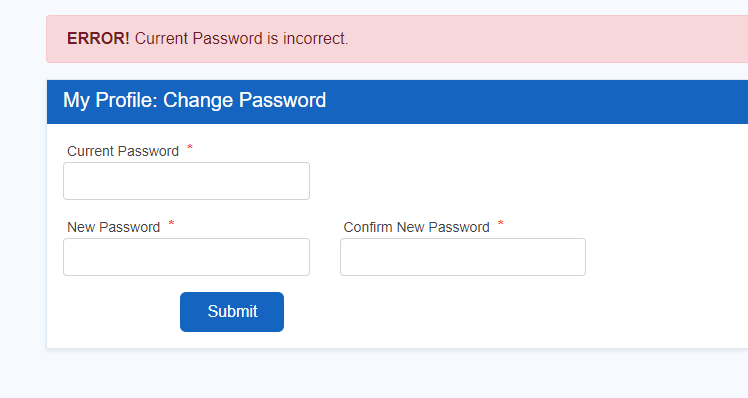 ERROR! Current Password is incorrect.
My Profile: Change Password
Current Password *
New Password * Confirm New Password *
Submit